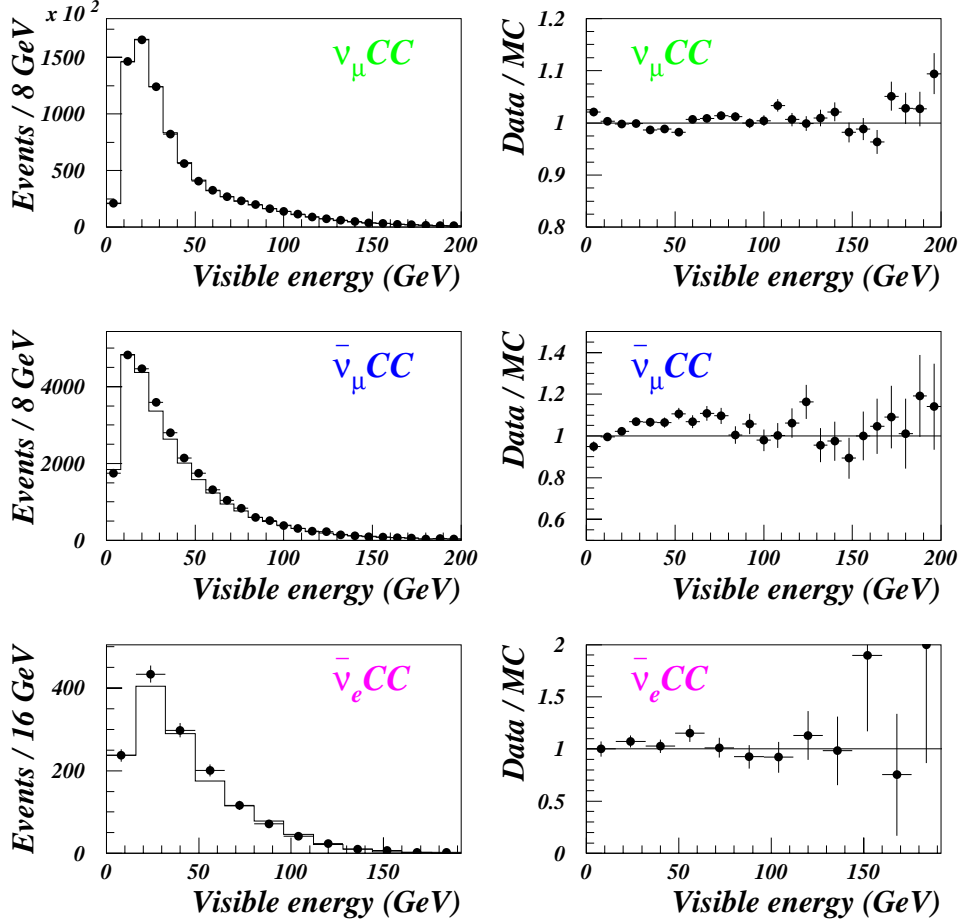 x 10 2
Events / 8 GeV
1500
1000
500
0
0 50 100 150 200
Visible energy (GeV)
νμCC
Data / MC
1.2
1.1
1
0.9
0.8
0 50 100 150 200
Visible energy (GeV)
νμCC
Events / 8 GeV
4000
2000
0
0 50 100 150 200
Visible energy (GeV)
ν̄μCC
Data / MC
1.4
1.2
1
0.8
0.6
0 50 100 150 200
Visible energy (GeV)
ν̄μCC
Events / 16 GeV
400
200
0
0 50 100 150
Visible energy (GeV)
ν̄eCC
Data / MC
2
1.5
1
0.5
0
0 50 100 150
Visible energy (GeV)
ν̄eCC